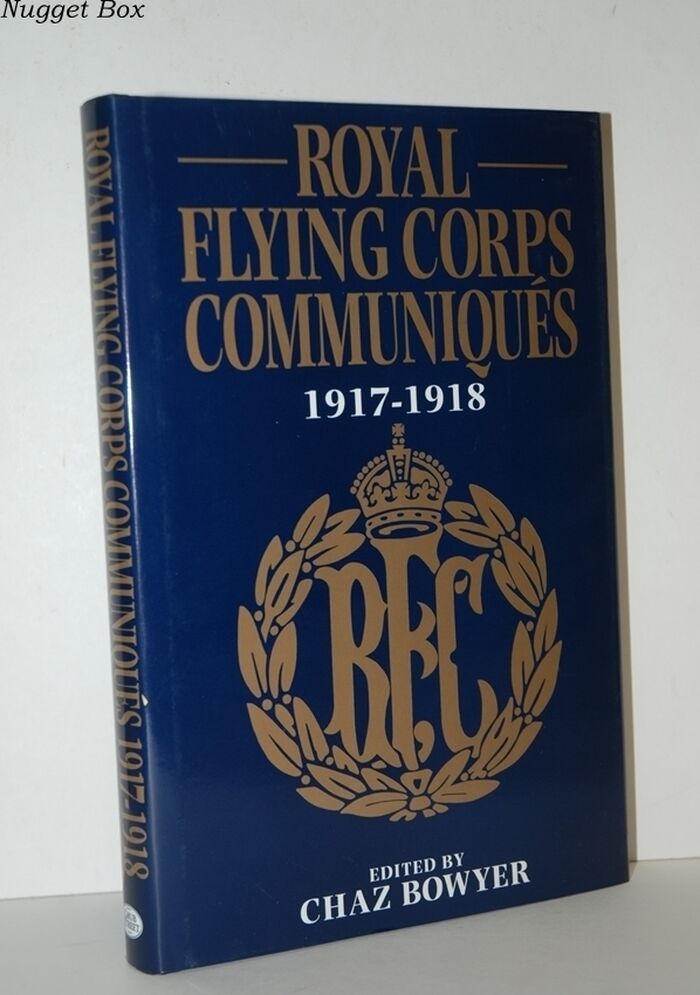 Nugget Box
ROYAL
FLYING CORPS
COMMUNIQUÉS
1917-1918
RFC
EDITED BY
CHAZ BOWYER
ROYAL FLYING CORPS COMMUNIQUÉS 1917-1918